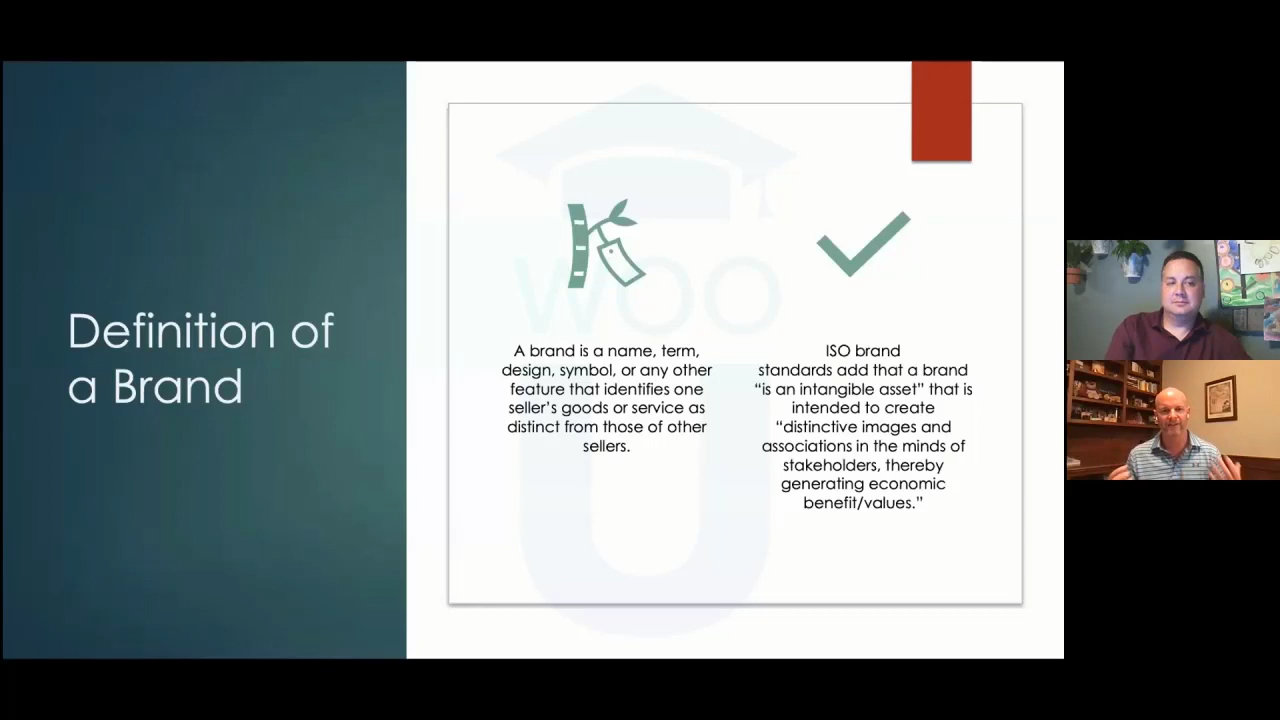 Definition of
a Brand
WOO
U
A brand is a name, term,
design, symbol, or any other
feature that identifies one
seller’s goods or service as
distinct from those of other
sellers.
ISO brand
standards add that a brand
“is an intangible asset” that is
intended to create
“distinctive images and
associations in the minds of
stakeholders, thereby
generating economic
benefit/values.”